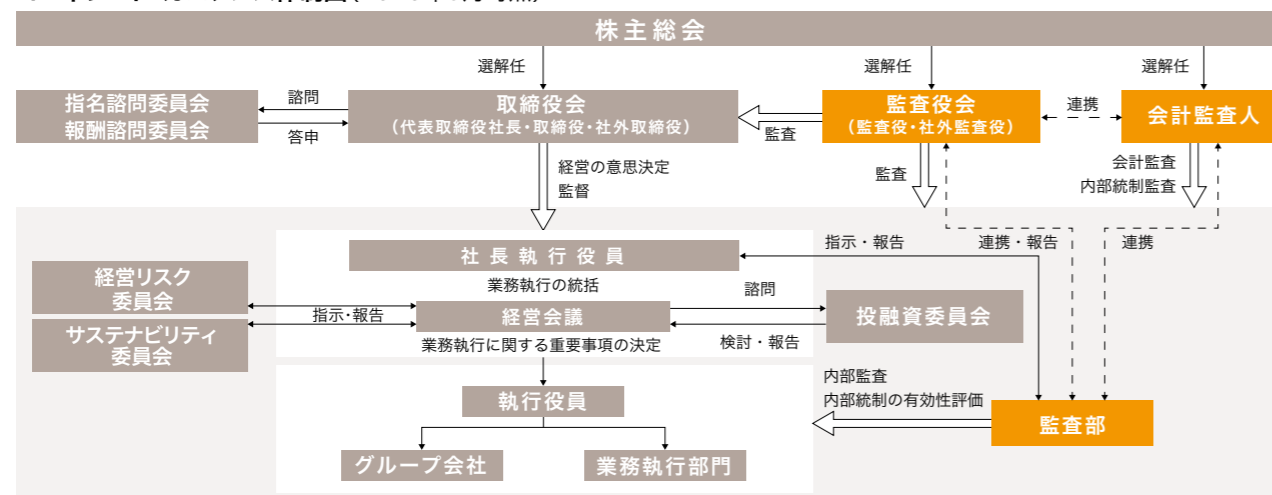 株主総会
選解任
選解任
選解任
指名諮問委員会
報酬諮問委員会
諮問
答申
取締役会
(代表取締役社長・取締役・社外取締役)
監査
監査役会
(監査役・社外監査役)
連携
会計監査人
経営の意思決定
監督
監査
会計監査
内部統制監査
社長執行役員
指示・報告
連携・報告
連携
業務執行の統括
経営リスク
委員会
サステナビリティ
委員会
指示・報告
経営会議
諮問
検討・報告
投融資委員会
業務執行に関する重要事項の決定
執行役員
内部監査
内部統制の有効性評価
監査部
グループ会社
業務執行部門